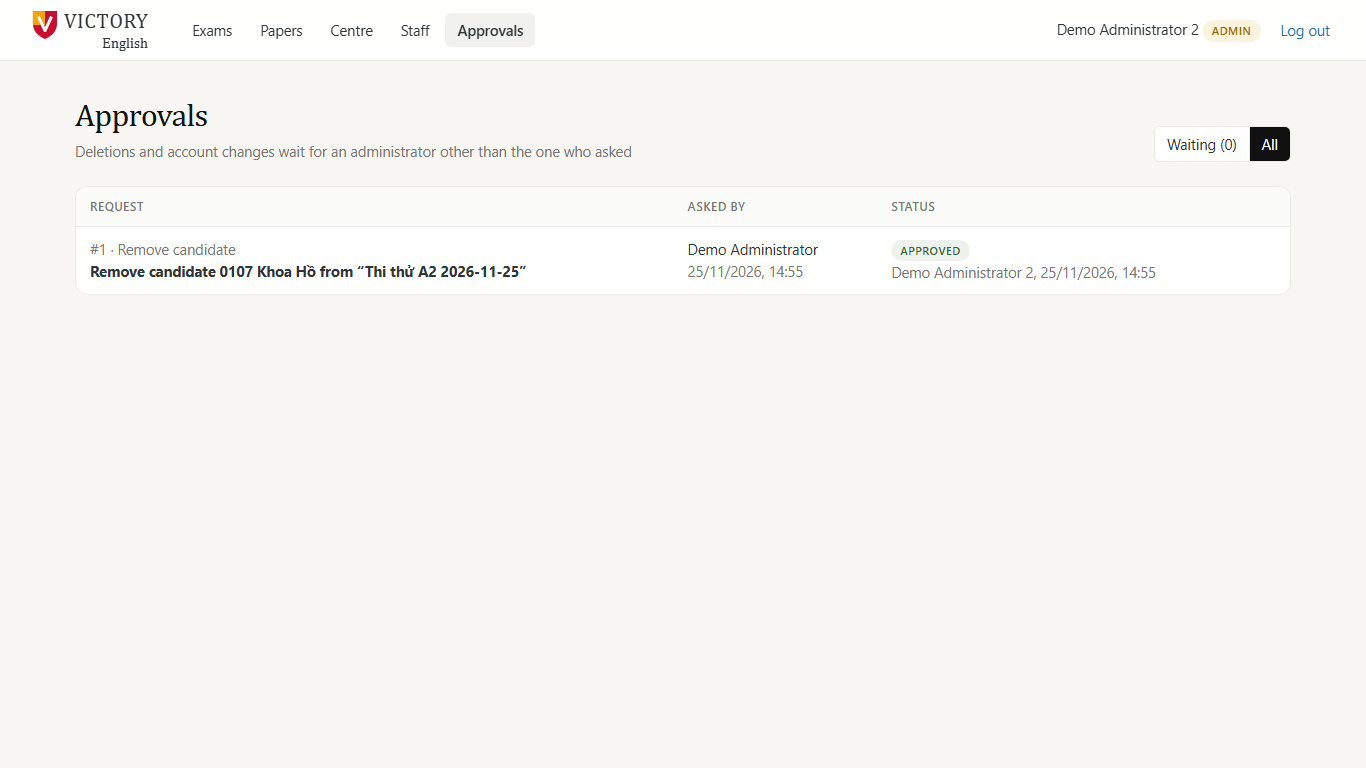 VICTORY
English
Exams Papers Centre Staff Approvals
Demo Administrator 2 ADMIN Log out
Approvals
Deletions and account changes wait for an administrator other than the one who asked
Waiting (0) All
REQUEST ASKED BY STATUS
#1 · Remove candidate
Remove candidate 0107 Khoa Hồ from “Thi thử A2 2026-11-25”
Demo Administrator
25/11/2026, 14:55
APPROVED
Demo Administrator 2, 25/11/2026, 14:55